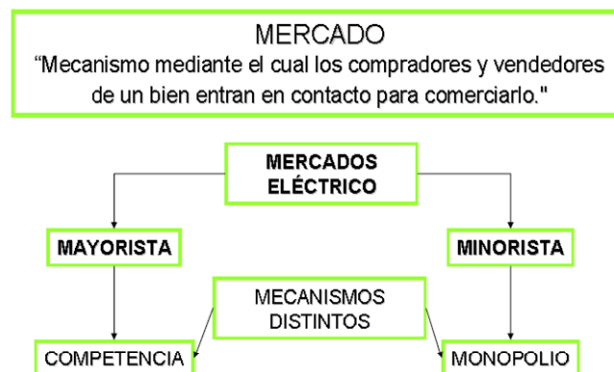 MERCADO
“Mecanismo mediante el cual los compradores y vendedores
de un bien entran en contacto para comerciarlo."
MERCADOS
ELÉCTRICO
MAYORISTA
MINORISTA
MECANISMOS
DISTINTOS
COMPETENCIA
MONOPOLIO